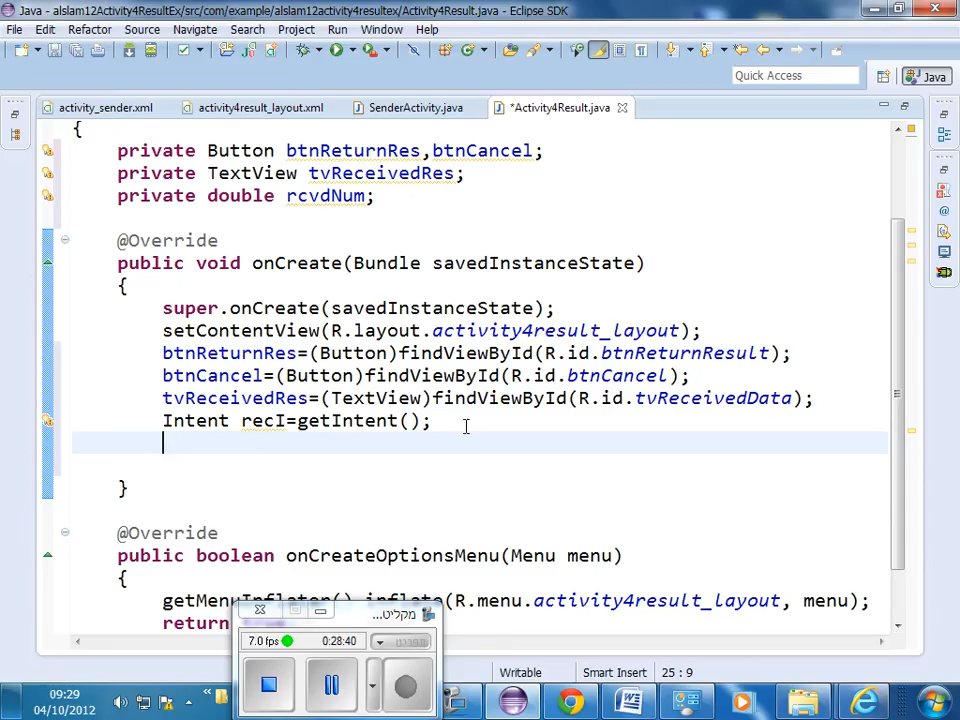 Java - alslam12Activity4ResultEx/src/com/example/alslam12activity4resultex/Activity4Result.java - Eclipse SDK
File Edit Refactor Source Navigate Search Project Run Window Help
Quick Access
Java
activity_sender.xml activity4result_layout.xml SenderActivity.java *Activity4Result.java
{
private Button btnReturnRes,btnCancel;
private TextView tvReceivedRes;
private double rcvdNum;
@Override
public void onCreate(Bundle savedInstanceState)
{
super.onCreate(savedInstanceState);
setContentView(R.layout.activity4result_layout);
btnReturnRes=(Button)findViewById(R.id.btnReturnResult);
btnCancel=(Button)findViewById(R.id.btnCancel);
tvReceivedRes=(TextView)findViewById(R.id.tvReceivedData);
Intent recI=getIntent();
}
@Override
public boolean onCreateOptionsMenu(Menu menu)
{
getMenuInflater().inflate(R.menu.activity4result_layout, menu);
return true
מקליט...
7.0 fps 0:28:40 תפריט
Writable Smart Insert 25 : 9
09:29
04/10/2012